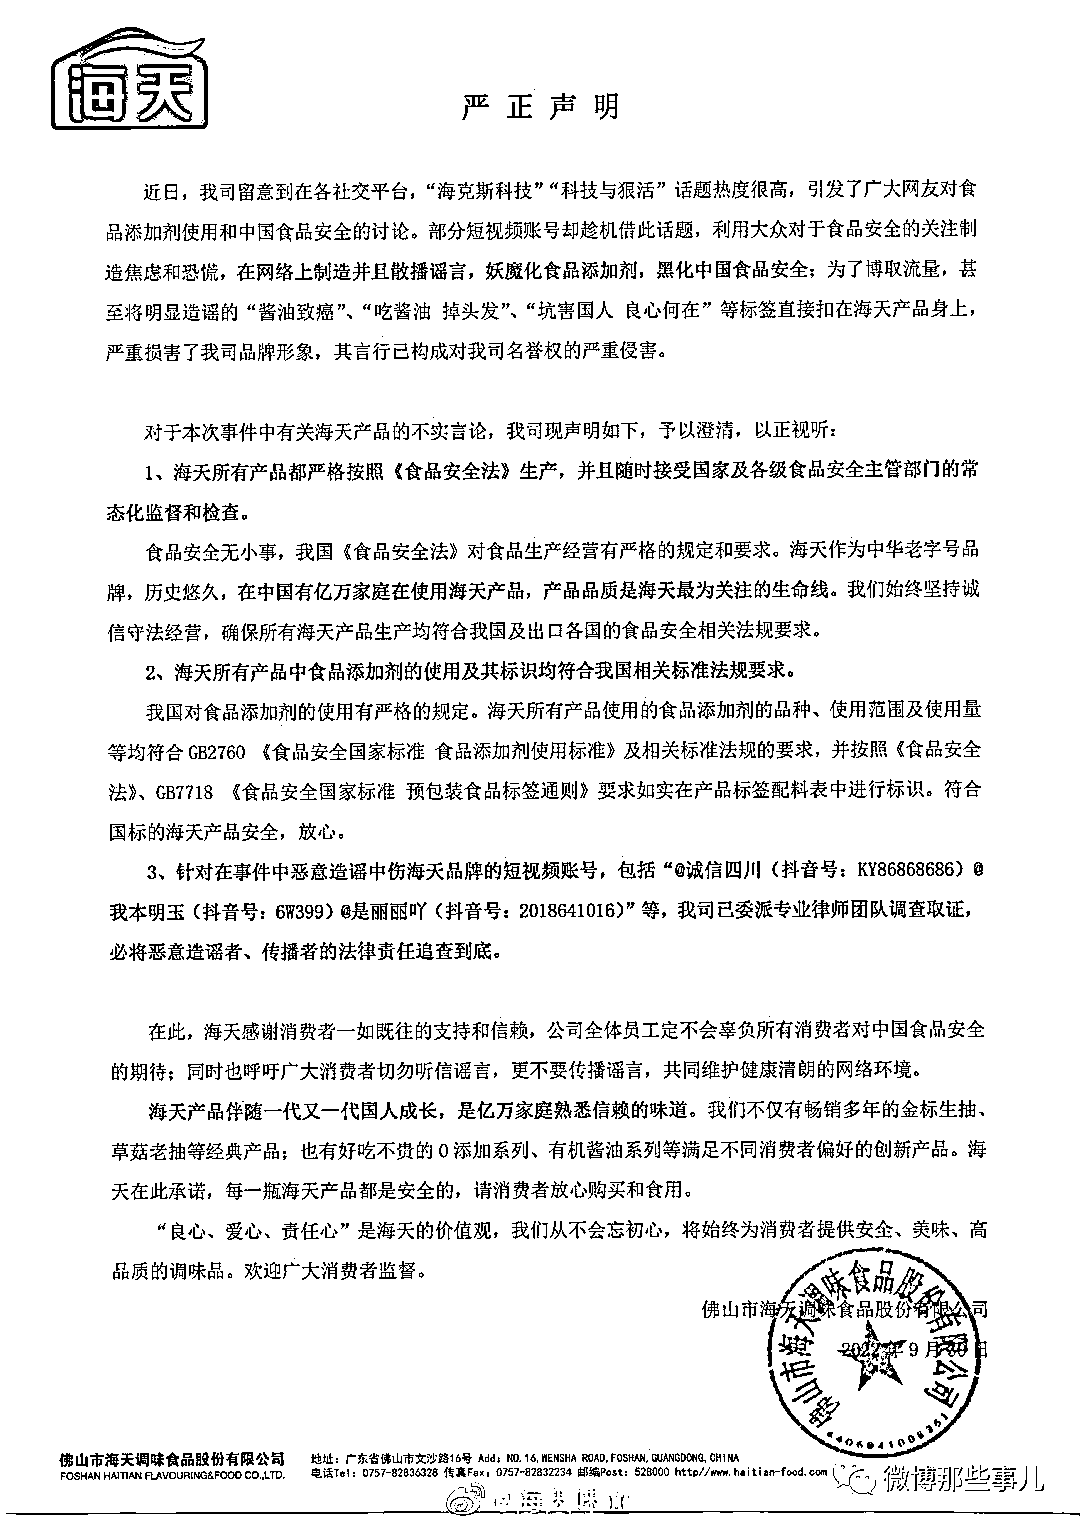 海天
严正声明
近日，我司留意到在各社交平台，“海克斯科技”“科技与狠活”话题热度很高，引发了广大网友对食
品添加剂使用和中国食品安全的讨论。部分短视频账号却趁机借此话题，利用大众对于食品安全的关注制
造焦虑和恐慌，在网络上制造并且散播谣言，妖魔化食品添加剂，黑化中国食品安全；为了博取流量，甚
至将明显造谣的“酱油致癌”、“吃酱油 掉头发”、“坑害国人 良心何在”等标签直接扣在海天产品身上，
严重损害了我司品牌形象，其言行已构成对我司名誉权的严重侵害。
对于本次事件中有关海天产品的不实言论，我司现声明如下，予以澄清，以正视听：
1、海天所有产品都严格按照《食品安全法》生产，并且随时接受国家及各级食品安全主管部门的常
态化监督和检查。
食品安全无小事，我国《食品安全法》对食品生产经营有严格的规定和要求。海天作为中华老字号品
牌，历史悠久，在中国有亿万家庭在使用海天产品，产品品质是海天最为关注的生命线。我们始终坚持诚
信守法经营，确保所有海天产品生产均符合我国及出口各国的食品安全相关法规要求。
2、海天所有产品中食品添加剂的使用及其标识均符合我国相关标准法规要求。
我国对食品添加剂的使用有严格的规定。海天所有产品使用的食品添加剂的品种、使用范围及使用量
等均符合GB2760 《食品安全国家标准 食品添加剂使用标准》及相关标准法规的要求，并按照《食品安全
法》、GB7718 《食品安全国家标准 预包装食品标签通则》要求如实在产品标签配料表中进行标识。符合
国标的海天产品安全，放心。
3、针对在事件中恶意造谣中伤海天品牌的短视频账号，包括“@诚信四川（抖音号：KY86868686）@
我本明玉（抖音号：6W399）@是丽丽吖（抖音号：2018641016）”等，我司已委派专业律师团队调查取证，
必将恶意造谣者、传播者的法律责任追查到底。
在此，海天感谢消费者一如既往的支持和信赖，公司全体员工定不会辜负所有消费者对中国食品安全
的期待；同时也呼吁广大消费者切勿听信谣言，更不要传播谣言，共同维护健康清朗的网络环境。
海天产品伴随一代又一代国人成长，是亿万家庭熟悉信赖的味道。我们不仅有畅销多年的金标生抽、
草菇老抽等经典产品；也有好吃不贵的0添加系列、有机酱油系列等满足不同消费者偏好的创新产品。海
天在此承诺，每一瓶海天产品都是安全的，请消费者放心购买和食用。
“良心、爱心、责任心”是海天的价值观，我们从不会忘初心，将始终为消费者提供安全、美味、高
品质的调味品。欢迎广大消费者监督。
佛山市海天调味食品股份有限公司
2022年9月30日
佛山市海天调味食品股份有限公司
佛山市海天调味食品股份有限公司 地址：广东省佛山市文沙路16号 Add：NO.16,WENSHA ROAD,FOSHAN,GUANGDONG,CHINA
FOSHAN HAITIAN FLAVOURING&FOOD CO.,LTD. 电话Tel：0757-82836328 传真Fax：0757-82832234 邮编Post：528000 http//www.haitian-food.com
微博那些事儿